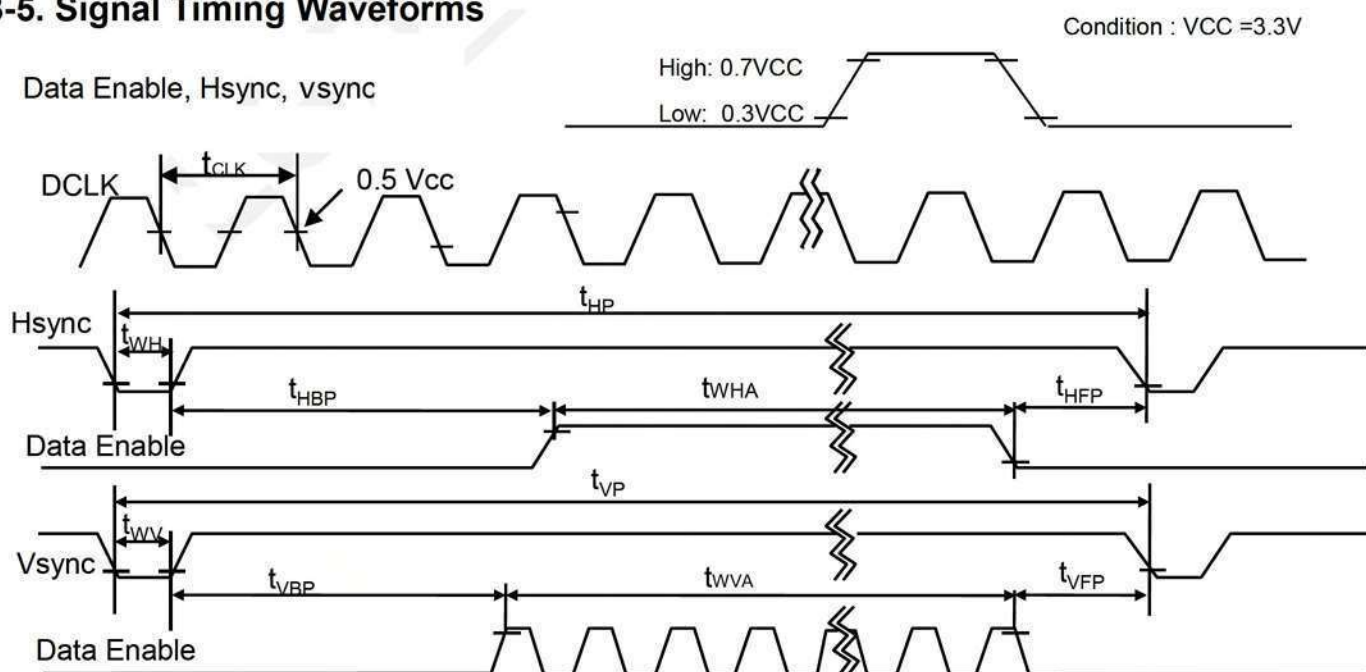 3-5. Signal Timing Waveforms
Condition : VCC =3.3V
Data Enable, Hsync, vsync
High: 0.7VCC
Low: 0.3VCC
DCLK
tCLK
0.5 Vcc
tHP
Hsync
tWH
tHBP
tWHA
tHFP
Data Enable
tVP
tWV
Vsync
tVBP
tWVA
tVFP
Data Enable